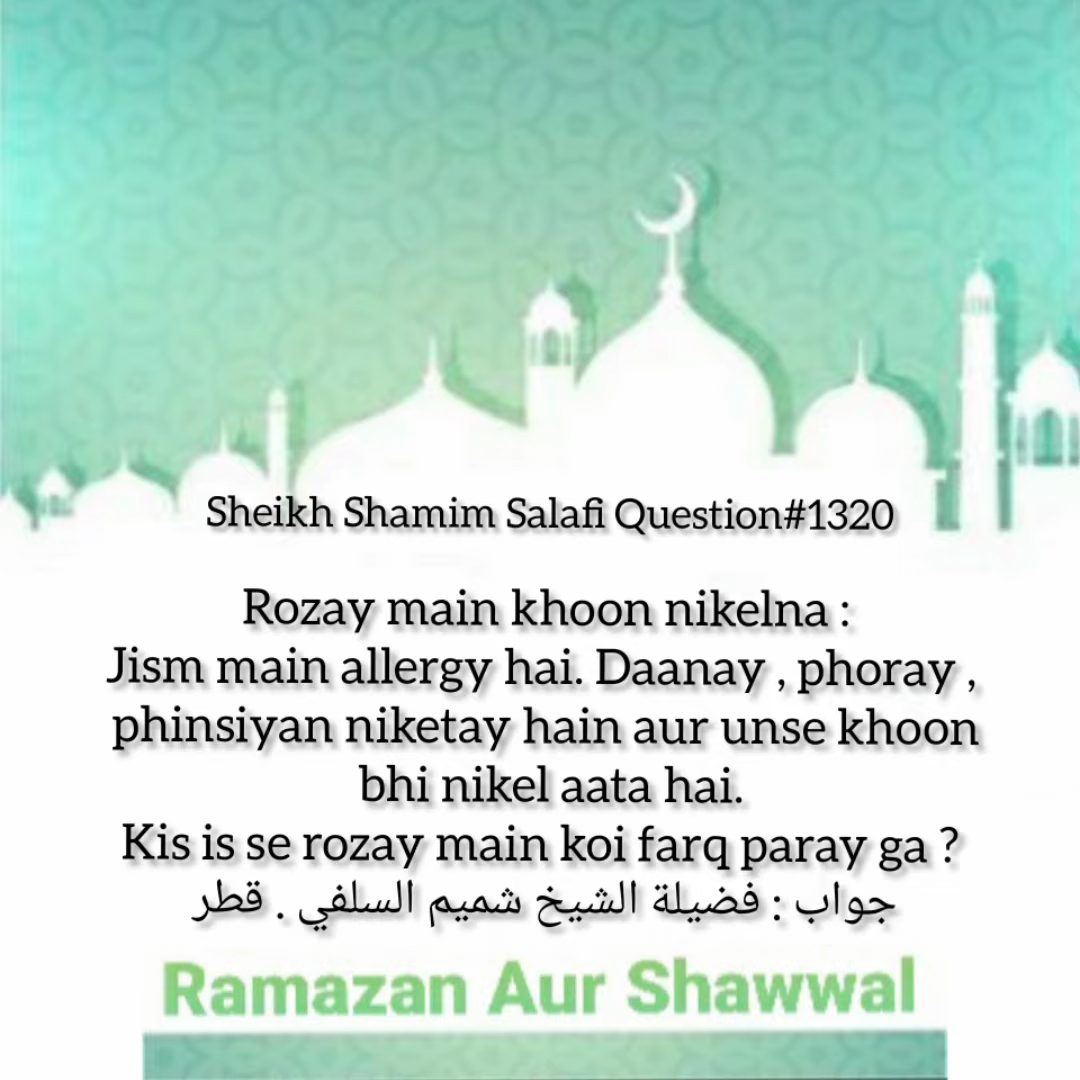 Sheikh Shamim Salafi Question#1320
Rozay main khoon nikelna :
Jism main allergy hai. Daanay , phoray ,
phinsiyan niketay hain aur unse khoon
bhi nikel aata hai.
Kis is se rozay main koi farq paray ga ?
جواب : فضيلة الشيخ شميم السلفي . قطر
Ramazan Aur Shawwal